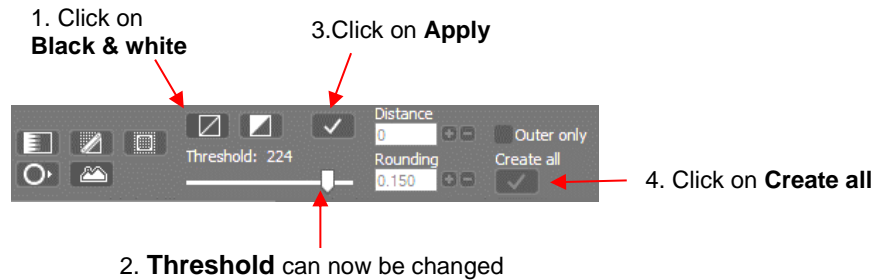 1. Click on
Black & white
3.Click on Apply
Distance
0
Outer only
Threshold: 224
Rounding
Create all
0.150
4. Click on Create all
2. Threshold can now be changed